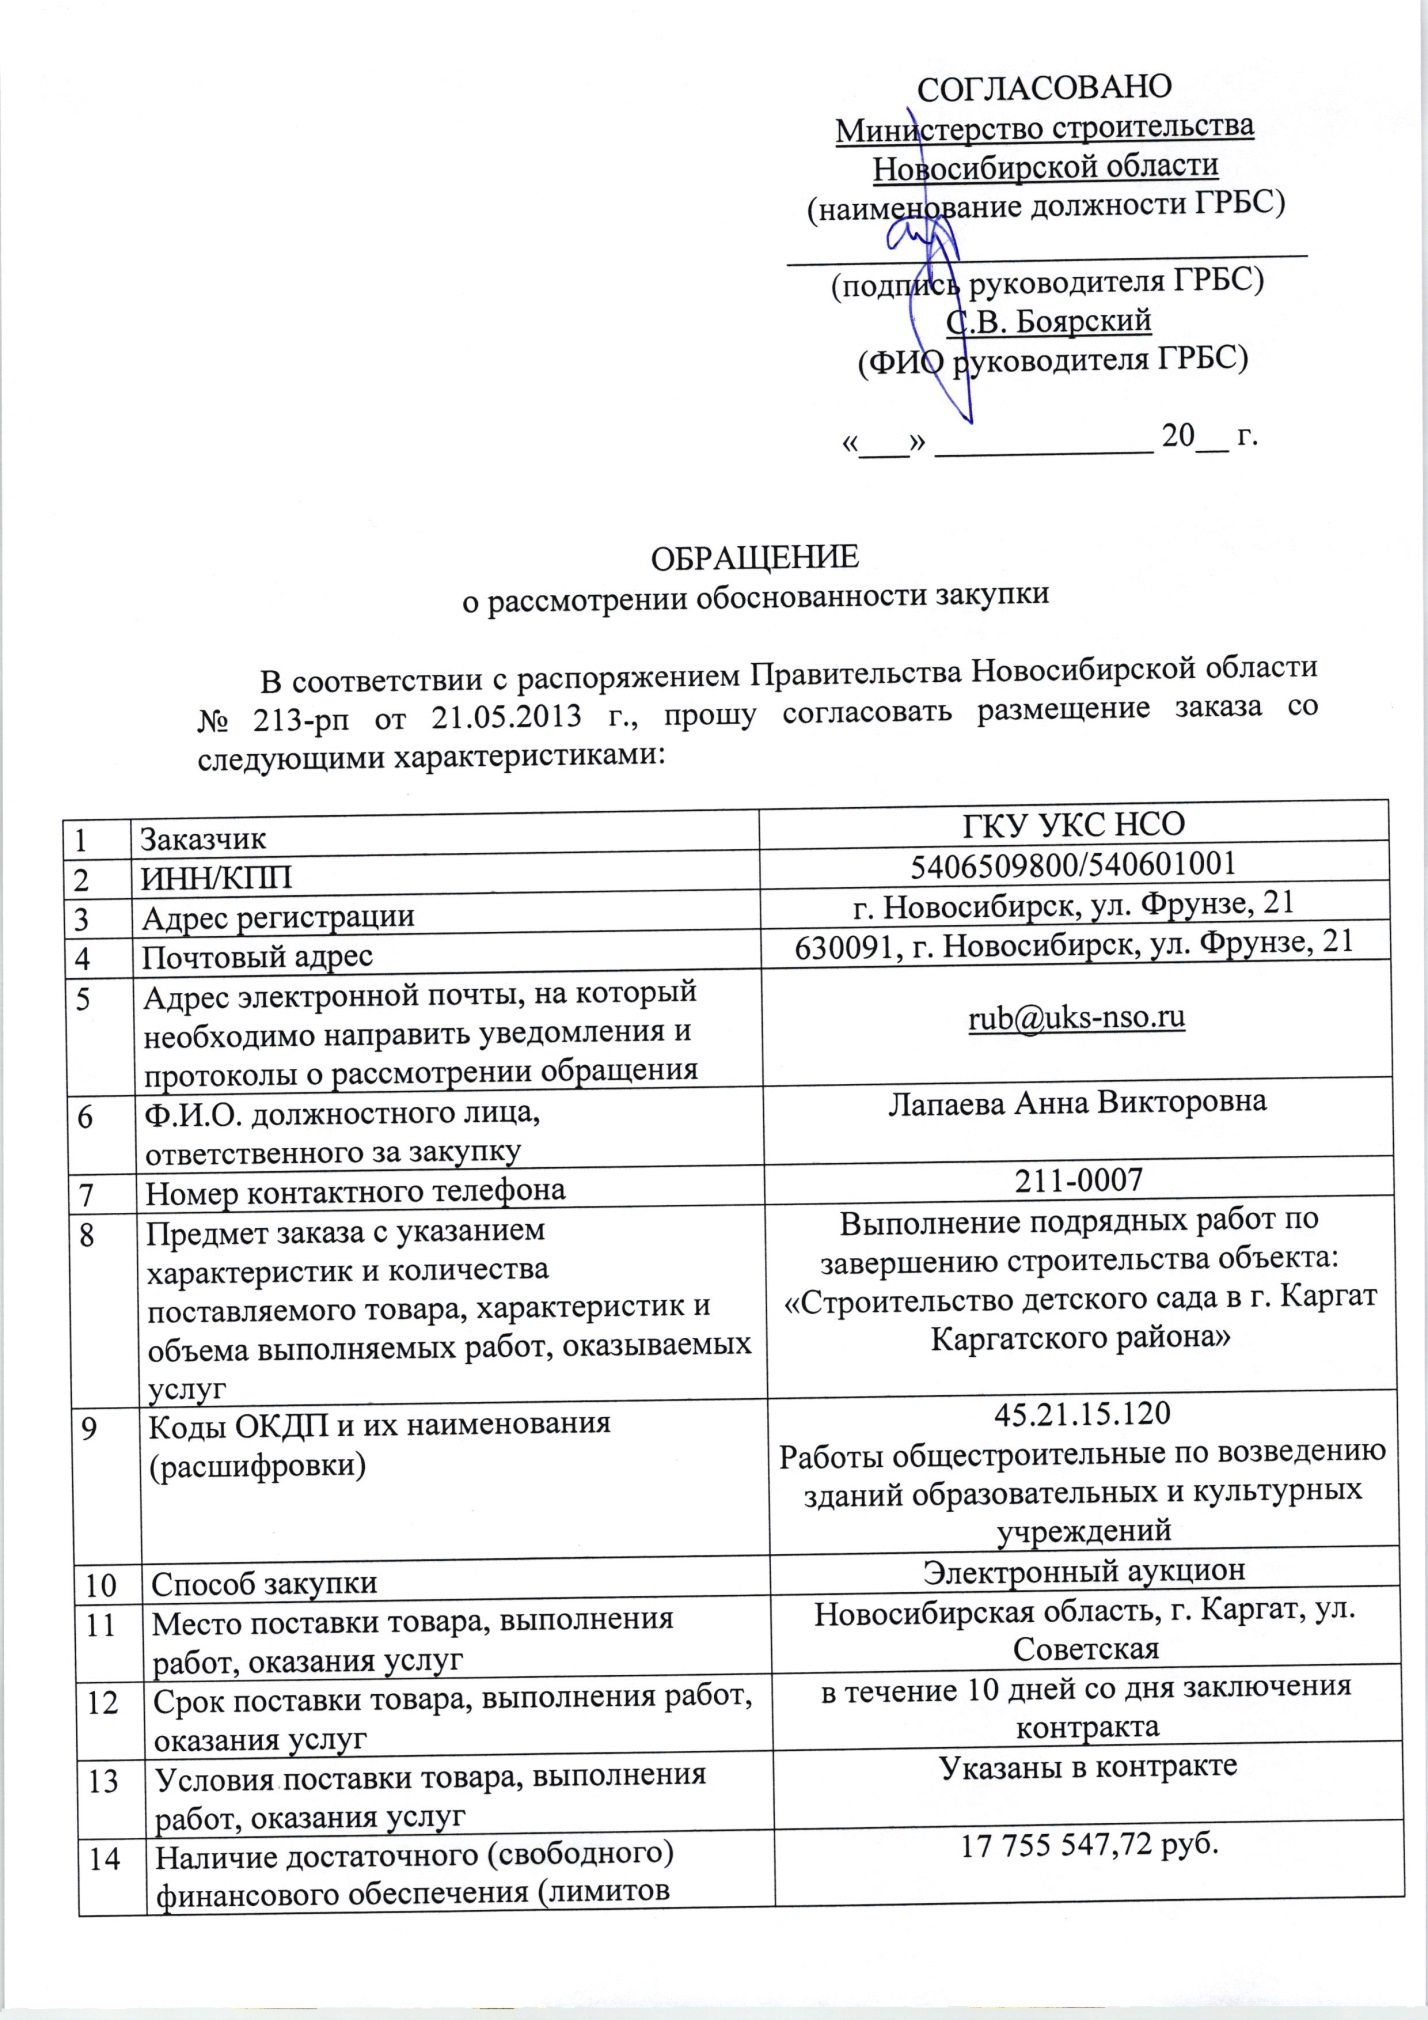 СОГЛАСОВАНО
Министерство строительства
Новосибирской области
(наименование должности ГРБС)
(подпись руководителя ГРБС)
С.В. Боярский
(ФИО руководителя ГРБС)
«___» _____________ 20__ г.
ОБРАЩЕНИЕ
о рассмотрении обоснованности закупки
В соответствии с распоряжением Правительства Новосибирской области
№ 213-рп от 21.05.2013 г., прошу согласовать размещение заказа со
следующими характеристиками:
1 Заказчик ГКУ УКС НСО
2 ИНН/КПП 5406509800/540601001
3 Адрес регистрации г. Новосибирск, ул. Фрунзе, 21
4 Почтовый адрес 630091, г. Новосибирск, ул. Фрунзе, 21
5 Адрес электронной почты, на который
необходимо направить уведомления и
протоколы о рассмотрении обращения
rub@uks-nso.ru
6 Ф.И.О. должностного лица,
ответственного за закупку
Лапаева Анна Викторовна
7 Номер контактного телефона 211-0007
8 Предмет заказа с указанием
характеристик и количества
поставляемого товара, характеристик и
объема выполняемых работ, оказываемых
услуг
Выполнение подрядных работ по
завершению строительства объекта:
«Строительство детского сада в г. Каргат
Каргатского района»
9 Коды ОКДП и их наименования
(расшифровки)
45.21.15.120
Работы общестроительные по возведению
зданий образовательных и культурных
учреждений
10 Способ закупки Электронный аукцион
11 Место поставки товара, выполнения
работ, оказания услуг
Новосибирская область, г. Каргат, ул.
Советская
12 Срок поставки товара, выполнения работ,
оказания услуг
в течение 10 дней со дня заключения
контракта
13 Условия поставки товара, выполнения
работ, оказания услуг
Указаны в контракте
14 Наличие достаточного (свободного)
финансового обеспечения (лимитов
17 755 547,72 руб.